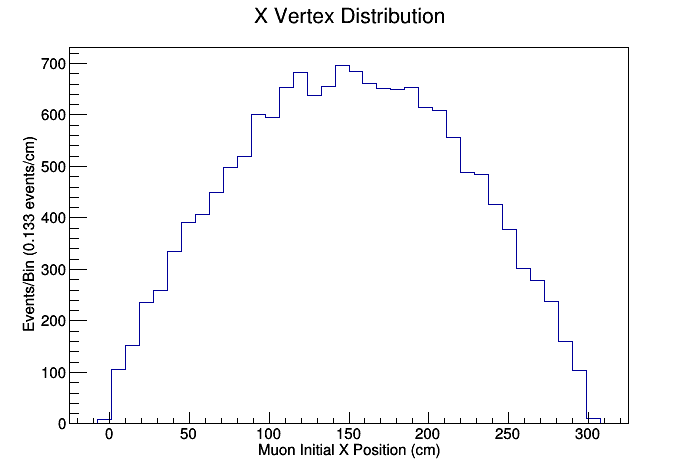 X Vertex Distribution
Events/Bin (0.133 events/cm)
700
600
500
400
300
200
100
0
0 50 100 150 200 250 300
Muon Initial X Position (cm)